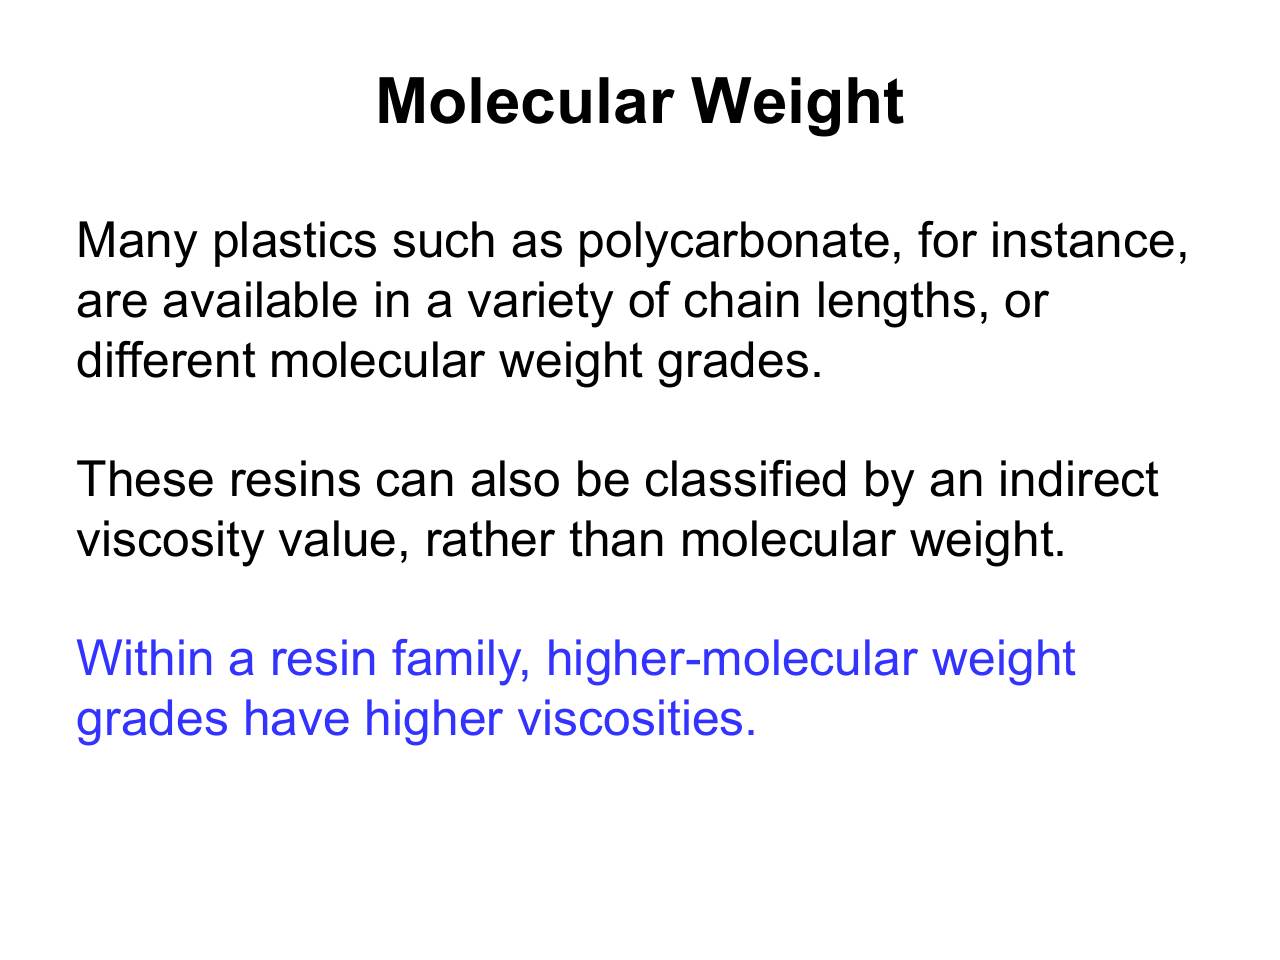 Molecular Weight
Many plastics such as polycarbonate, for instance,
are available in a variety of chain lengths, or
different molecular weight grades.
These resins can also be classified by an indirect
viscosity value, rather than molecular weight.
Within a resin family, higher-molecular weight
grades have higher viscosities.